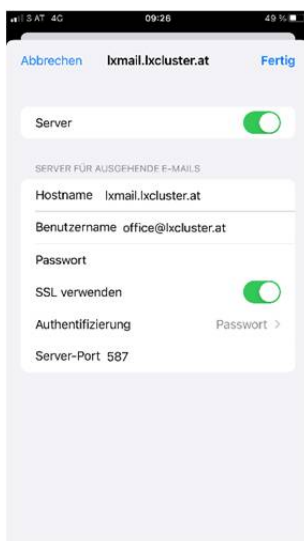 S AT 4G 09:26 49 %
Abbrechen lxmail.lxcluster.at Fertig
Server
SERVER FÜR AUSGEHENDE E-MAILS
Hostname lxmail.lxcluster.at
Benutzername office@lxcluster.at
Passwort
SSL verwenden
Authentifizierung Passwort >
Server-Port 587